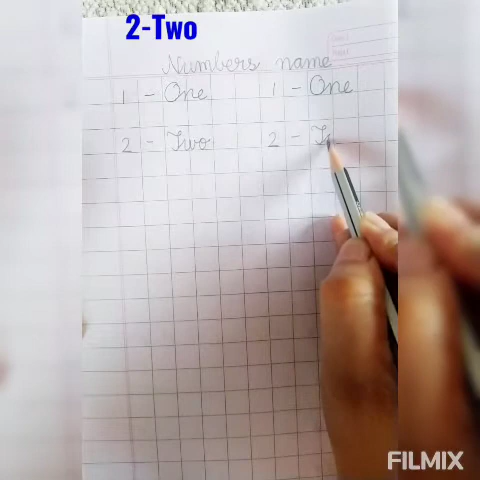 2-Two
Numbers name
1 - One 1 - One
2 - Two 2 - T
FILMIX